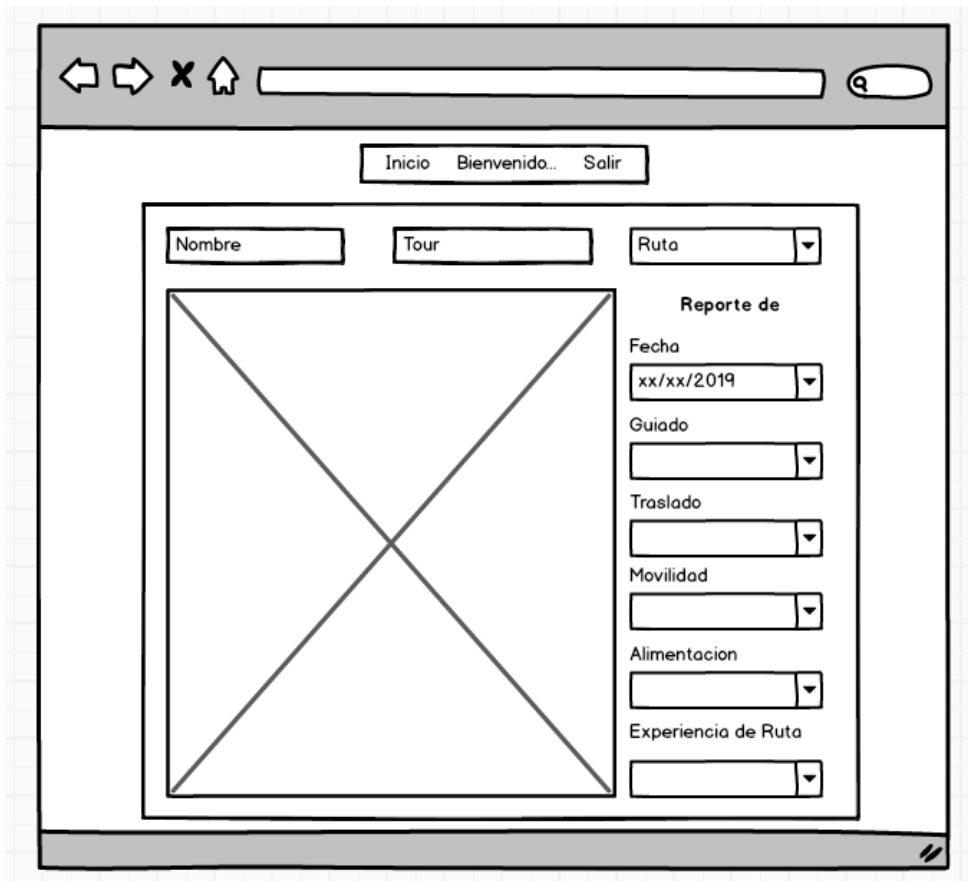 Inicio Bienvenido... Salir
Nombre Tour Ruta
Reporte de
Fecha
xx/xx/2019
Guiado
Traslado
Movilidad
Alimentacion
Experiencia de Ruta